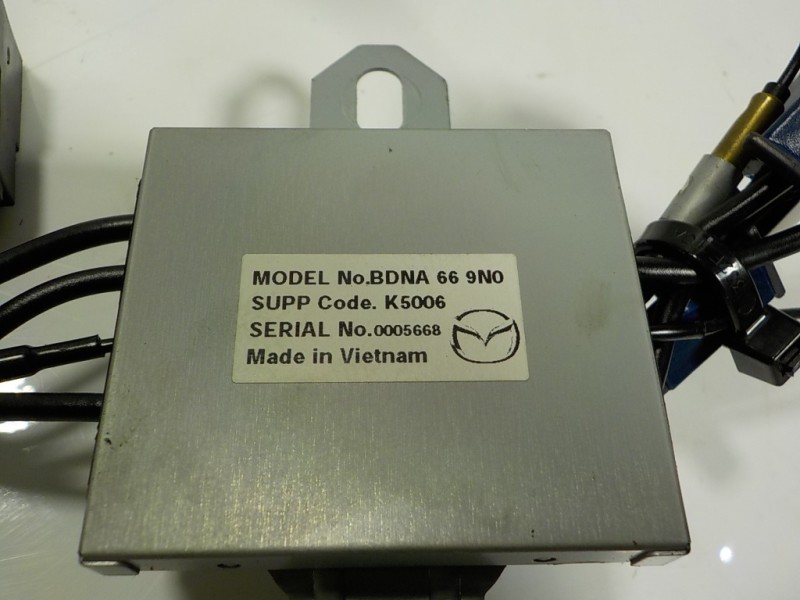 MODEL No.BDNA 66 9N0
SUPP Code. K5006
SERIAL No.0005668
Made in Vietnam